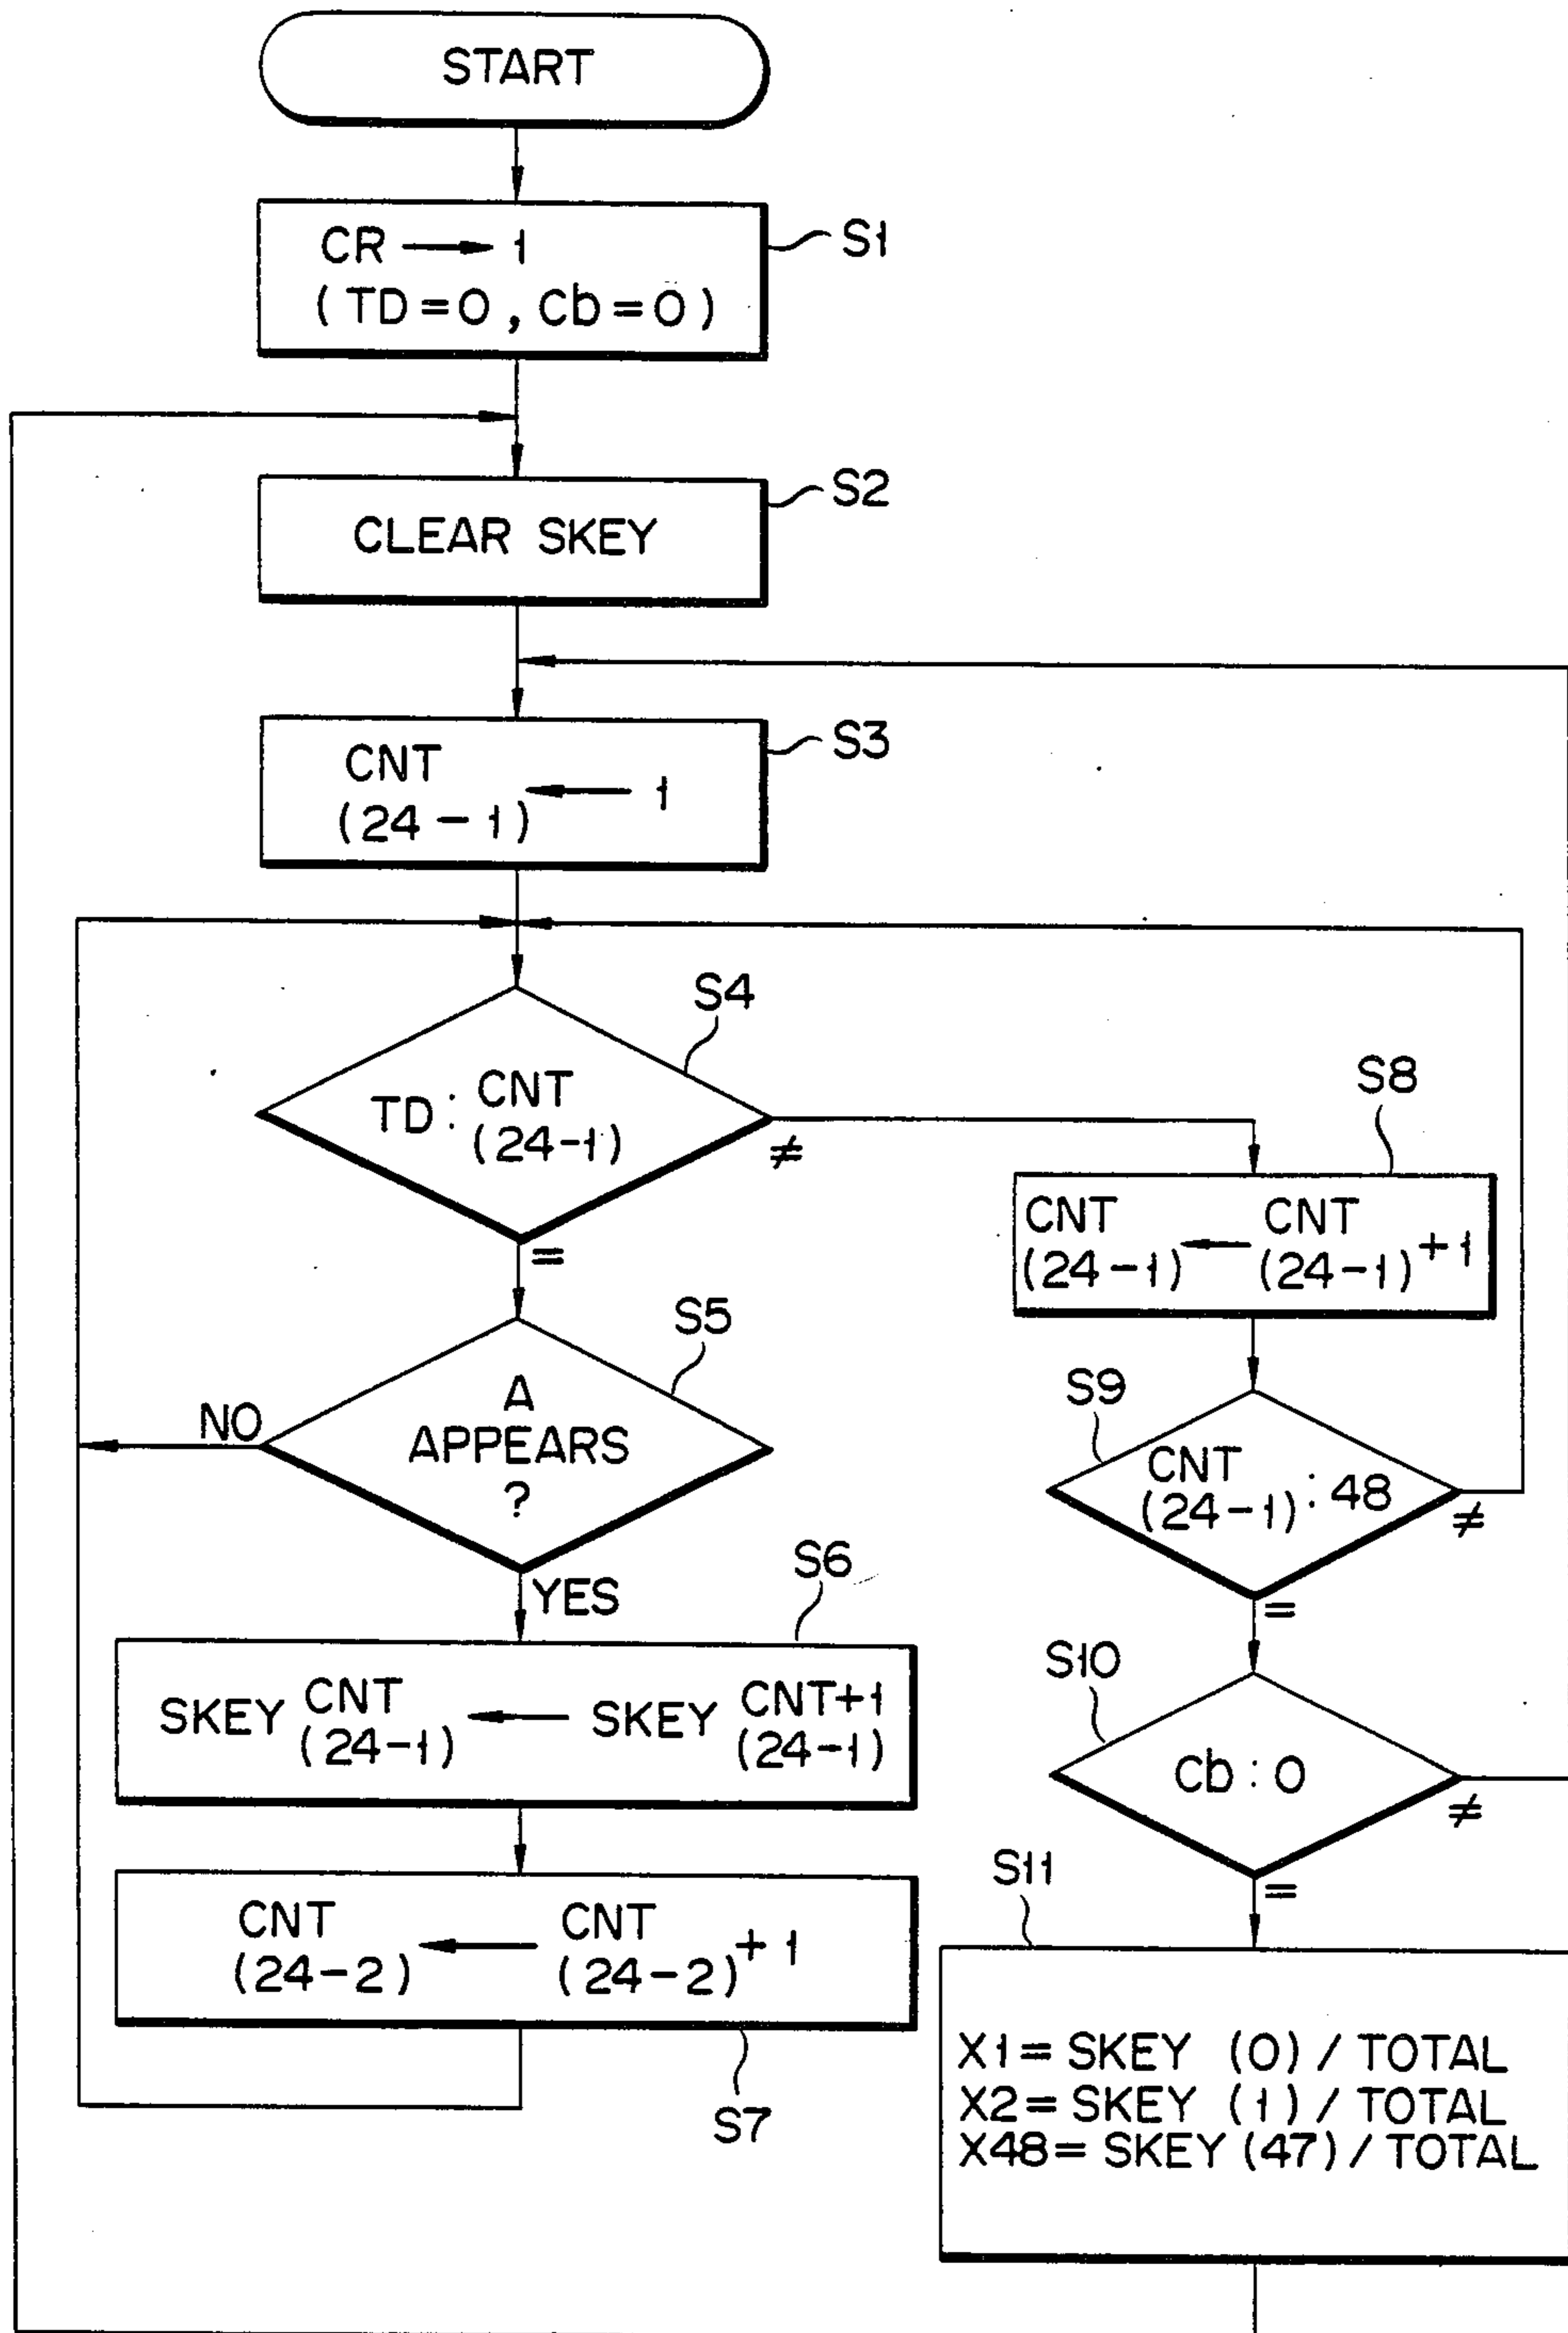 START
CR → 1
(TD=0, Cb=0)
S1
CLEAR SKEY
S2
CNT
(24-1) ← 1
S3
S4
TD : CNT
(24-1)
≠
=
S8
CNT ← CNT +1
(24-1) (24-1)
S5
A
APPEARS
?
NO
YES
S9
CNT
(24-1) : 48
≠
=
S6
SKEY CNT ← SKEY CNT+1
(24-1) (24-1)
S10
Cb : 0
≠
=
CNT ← CNT +1
(24-2) (24-2)
S7
S11
X1= SKEY (0) / TOTAL
X2= SKEY (1) / TOTAL
X48= SKEY (47) / TOTAL